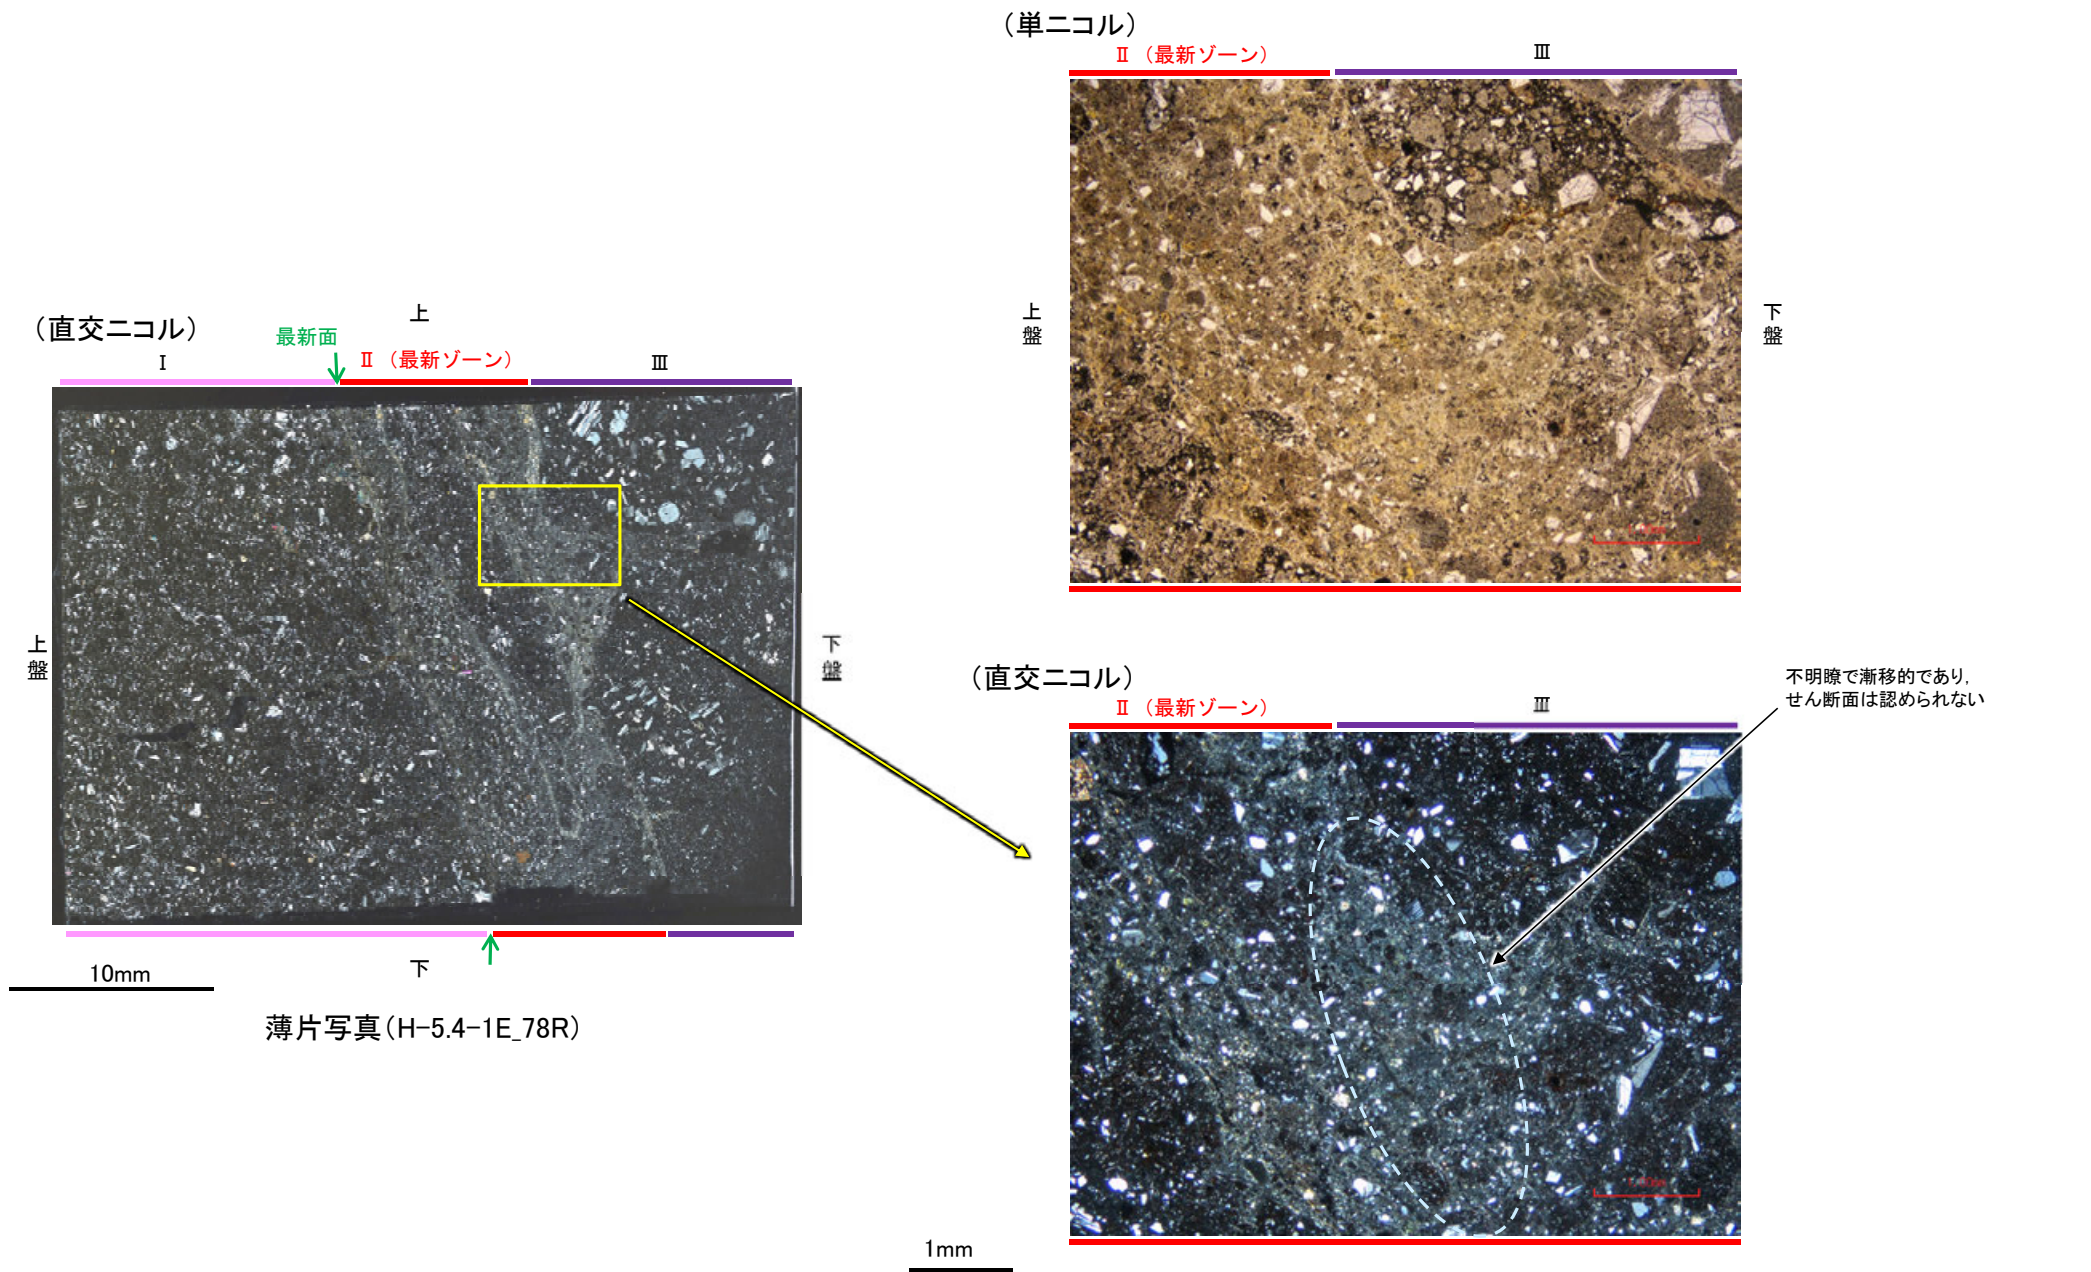 （単ニコル）
Ⅱ（最新ゾーン）
Ⅲ
上盤
下盤
（直交ニコル）
上
最新面
Ⅰ
Ⅱ（最新ゾーン）
Ⅲ
上盤
下盤
下
10mm
薄片写真（H-5.4-1E_78R）
（直交ニコル）
Ⅱ（最新ゾーン）
Ⅲ
不明瞭で漸移的であり，
せん断面は認められない
1mm